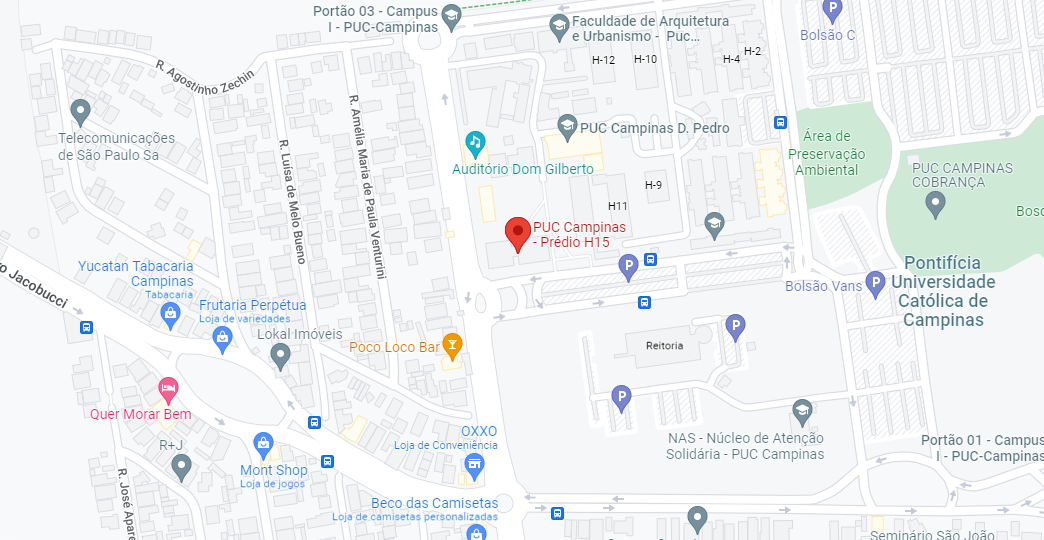 Portão 03 - Campus
I - PUC-Campinas
Faculdade de Arquitetura
e Urbanismo - Puc...
Bolsão C
H-12
H-10
H-4
H-2
R. Agostinho Zechin
Telecomunicações
de São Paulo Sa
R. Luisa de Melo Bueno
R. Amélia Maria de Paula Venturini
PUC Campinas D. Pedro
Auditório Dom Gilberto
Área de
Preservação
Ambiental
PUC CAMPINAS
COBRANÇA
H-9
H11
Bosc
PUC Campinas
- Prédio H15
o Jacobucci
Yucatan Tabacaria
Campinas
Tabacaria
Frutaria Perpétua
Loja de variedades...
Lokal Imóveis
Poco Loco Bar
Bolsão Vans
Pontifícia
Universidade
Católica de
Campinas
Reitoria
Quer Morar Bem
R+J
Mont Shop
Loja de jogos
OXXO
Loja de Conveniência
NAS - Núcleo de Atenção
Solidária - PUC Campinas
Portão 01 - Campus
I - PUC-Campinas
R. José Apare
Beco das Camisetas
Loja de camisetas personalizadas
Seminário São João